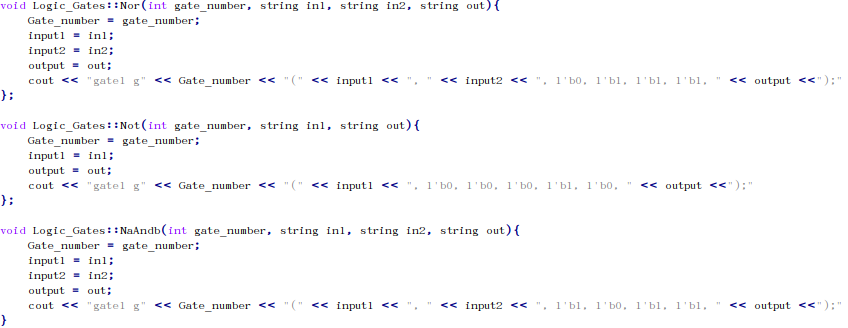 void Logic_Gates::Nor(int gate_number, string in1, string in2, string out){
Gate_number = gate_number;
input1 = in1;
input2 = in2;
output = out;
cout << "gate1 g" << Gate_number << "(" << input1 << ", " << input2 << ", 1'b0, 1'b1, 1'b1, 1'b1, " << output <<");"
};
void Logic_Gates::Not(int gate_number, string in1, string out){
Gate_number = gate_number;
input1 = in1;
output = out;
cout << "gate1 g" << Gate_number << "(" << input1 << ", 1'b0, 1'b0, 1'b0, 1'b1, 1'b0, " << output <<");"
};
void Logic_Gates::NaAndb(int gate_number, string in1, string in2, string out){
Gate_number = gate_number;
input1 = in1;
input2 = in2;
output = out;
cout << "gate1 g" << Gate_number << "(" << input1 << ", " << input2 << ", 1'b1, 1'b0, 1'b1, 1'b1, " << output <<");"
}